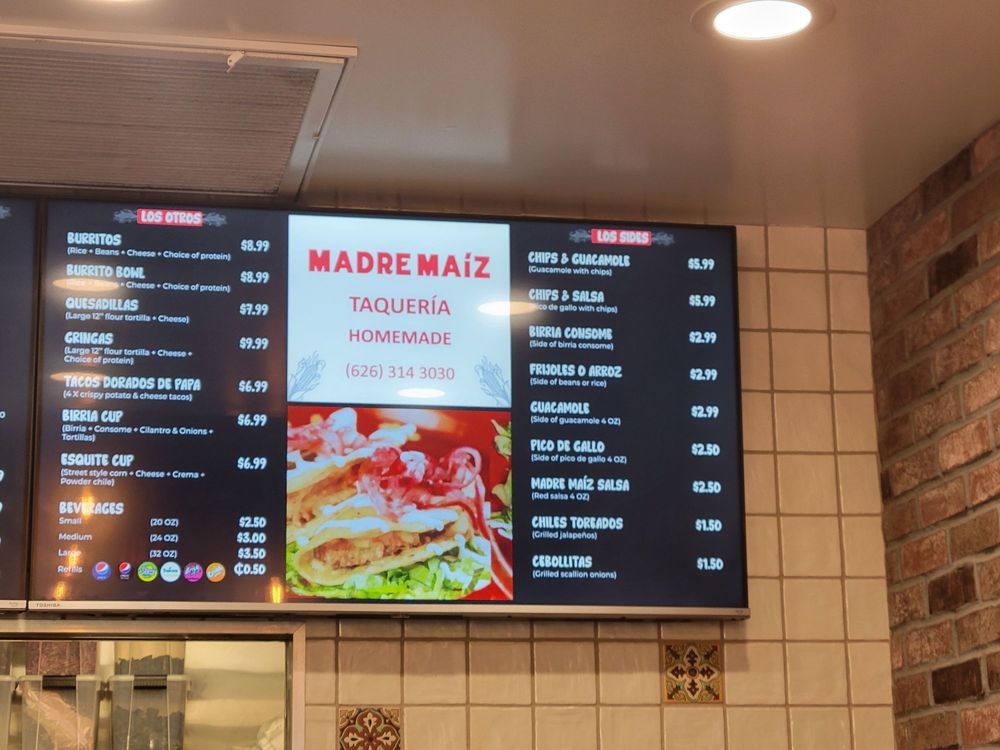 LOS OTROS
BURRITOS $8.99
(Rice + Beans + Cheese + Choice of protein)
BURRITO BOWL $8.99
(Rice + Beans + Cheese + Choice of protein)
QUESADILLAS $7.99
(Large 12" flour tortilla + Cheese)
GRINGAS $9.99
(Large 12" flour tortilla + Cheese +
Choice of protein)
TACOS DORADOS DE PAPA $6.99
(4 X crispy potato & cheese tacos)
BIRRIA CUP $6.99
(Birria + Consome + Cilantro & Onions +
Tortillas)
ESQUITE CUP $6.99
(Street style corn + Cheese + Crema +
Powder chile)
BEVERAGES
Small (20 OZ) $2.50
Medium (24 OZ) $3.00
Large (32 OZ) $3.50
Refills ₵0.50
TOSHIBA
MADRE MAÍZ
TAQUERÍA
HOMEMADE
(626) 314 3030
LOS SIDES
CHIPS & GUACAMOLE $5.99
(Guacamole with chips)
CHIPS & SALSA $5.99
(Pico de gallo with chips)
BIRRIA CONSOME $2.99
(Side of birria consome)
FRIJOLES O ARROZ $2.99
(Side of beans or rice)
GUACAMOLE $2.99
(Side of guacamole 4 OZ)
PICO DE GALLO $2.50
(Side of pico de gallo 4 OZ)
MADRE MAÍZ SALSA $2.50
(Red salsa 4 OZ)
CHILES TOREADOS $1.50
(Grilled jalapeños)
CEBOLLITAS $1.50
(Grilled scallion onions)